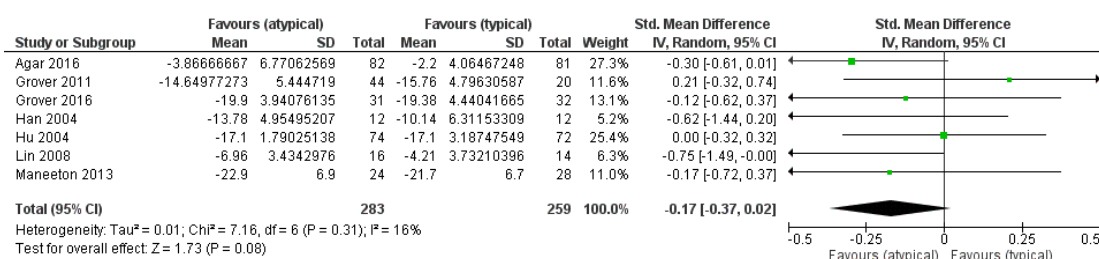 Favours (atypical) Favours (typical) Std. Mean Difference Std. Mean Difference
Study or Subgroup Mean SD Total Mean SD Total Weight IV, Random, 95% CI IV, Random, 95% CI
Agar 2016 -3.86666667 6.77062569 82 -2.2 4.06467248 81 27.3% -0.30 [-0.61, 0.01]
Grover 2011 -14.64977273 5.444719 44 -15.76 4.79630587 20 11.6% 0.21 [-0.32, 0.74]
Grover 2016 -19.9 3.94076135 31 -19.38 4.44041665 32 13.1% -0.12 [-0.62, 0.37]
Han 2004 -13.78 4.95495207 12 -10.14 6.31153309 12 5.2% -0.62 [-1.44, 0.20]
Hu 2004 -17.1 1.79025138 74 -17.1 3.18747549 72 25.4% 0.00 [-0.32, 0.32]
Lin 2008 -6.96 3.4342976 16 -4.21 3.73210396 14 6.3% -0.75 [-1.49, -0.00]
Maneeton 2013 -22.9 6.9 24 -21.7 6.7 28 11.0% -0.17 [-0.72, 0.37]
Total (95% CI) 283 259 100.0% -0.17 [-0.37, 0.02]
Heterogeneity: Tau² = 0.01; Chi² = 7.16, df = 6 (P = 0.31); I² = 16%
Test for overall effect: Z = 1.73 (P = 0.08)
-0.5 -0.25 0 0.25 0.5
Favours (atypical) Favours (typical)